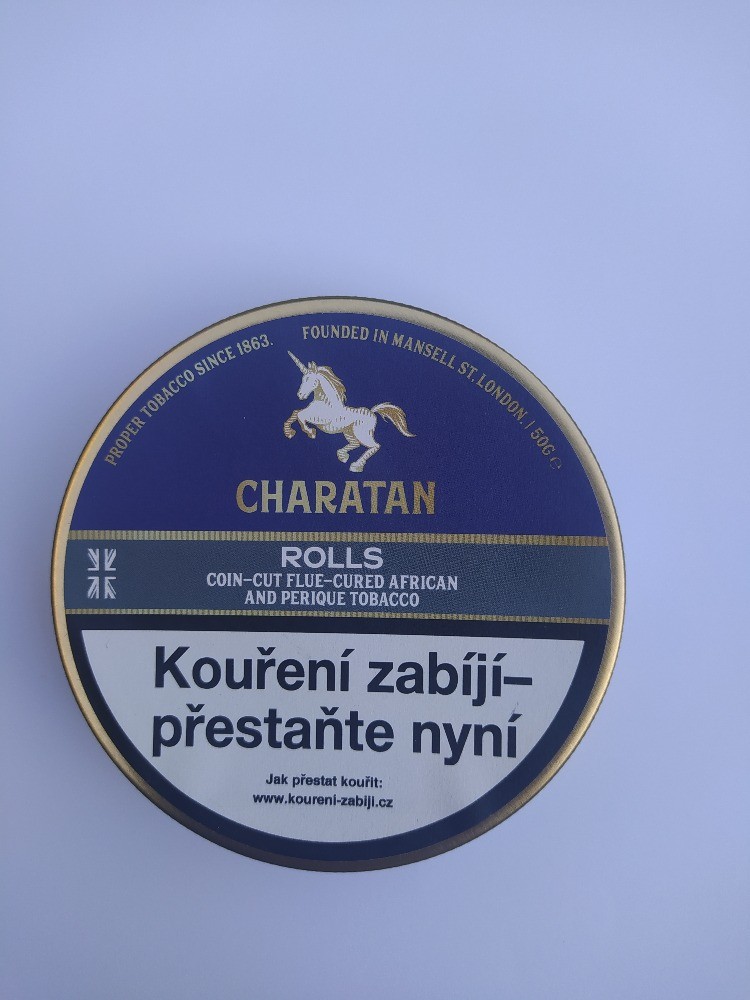 PROPER TOBACCO SINCE 1863.
FOUNDED IN MANSELL ST, LONDON. / 50G ℮
CHARATAN
ROLLS
COIN-CUT FLUE-CURED AFRICAN
AND PERIQUE TOBACCO
Kouření zabíjí–
přestaňte nyní
Jak přestat kouřit:
www.koureni-zabiji.cz